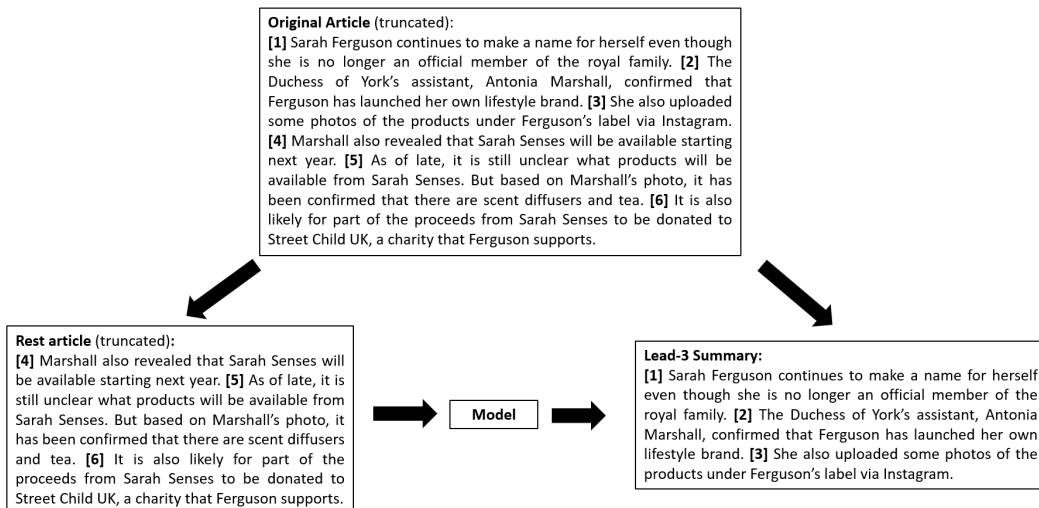 Original Article (truncated):
[1] Sarah Ferguson continues to make a name for herself even though
she is no longer an official member of the royal family. [2] The
Duchess of York's assistant, Antonia Marshall, confirmed that
Ferguson has launched her own lifestyle brand. [3] She also uploaded
some photos of the products under Ferguson's label via Instagram.
[4] Marshall also revealed that Sarah Senses will be available starting
next year. [5] As of late, it is still unclear what products will be
available from Sarah Senses. But based on Marshall's photo, it has
been confirmed that there are scent diffusers and tea. [6] It is also
likely for part of the proceeds from Sarah Senses to be donated to
Street Child UK, a charity that Ferguson supports.
Rest article (truncated):
[4] Marshall also revealed that Sarah Senses will
be available starting next year. [5] As of late, it is
still unclear what products will be available from
Sarah Senses. But based on Marshall's photo, it
has been confirmed that there are scent diffusers
and tea. [6] It is also likely for part of the
proceeds from Sarah Senses to be donated to
Street Child UK, a charity that Ferguson supports.
Model
Lead-3 Summary:
[1] Sarah Ferguson continues to make a name for herself
even though she is no longer an official member of the
royal family. [2] The Duchess of York's assistant, Antonia
Marshall, confirmed that Ferguson has launched her own
lifestyle brand. [3] She also uploaded some photos of the
products under Ferguson's label via Instagram.